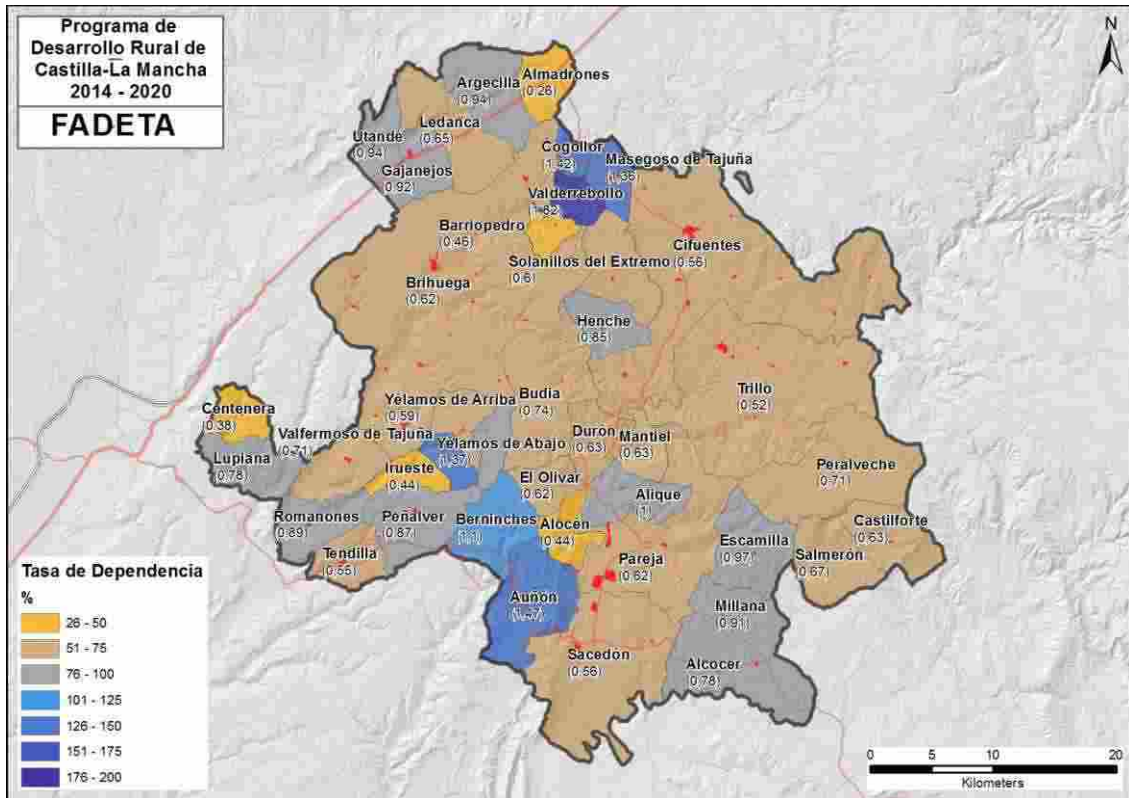 Programa de
Desarrollo Rural de
Castilla-La Mancha
2014 - 2020
FADETA
N
Almadrones
(0,26)
Argecilla
(0,94)
Ledanca
(0,65)
Utande
(0,94)
Gajanejos
(0,92)
Cogollor
(1,42)
Masegoso de Tajuña
(1,36)
Valderrebollo
(1,82)
Barriopedro
(0,46)
Cifuentes
(0,56)
Solanillos del Extremo
(0,6)
Brihuega
(0,62)
Henche
(0,85)
Trillo
(0,52)
Budia
(0,74)
Yélamos de Arriba
(0,59)
Centenera
(0,38)
Valfermoso de Tajuña
(0,71)
Yélamos de Abajo
(1,37)
Durón
(0,63)
Mantiel
(0,63)
Lupiana
(0,78)
Irueste
(0,44)
El Olivar
(0,62)
Peralveche
(0,71)
Alique
(1)
Romanones
(0,89)
Peñalver
(0,87)
Berninches
(1,1)
Alocén
(0,44)
Castilforte
(0,63)
Escamilla
(0,97)
Salmerón
(0,67)
Tendilla
(0,55)
Pareja
(0,62)
Auñón
(1,47)
Millana
(0,91)
Sacedón
(0,56)
Alcocer
(0,78)
Tasa de Dependencia
%
26 - 50
51 - 75
76 - 100
101 - 125
126 - 150
151 - 175
176 - 200
0 5 10 20
Kilometers